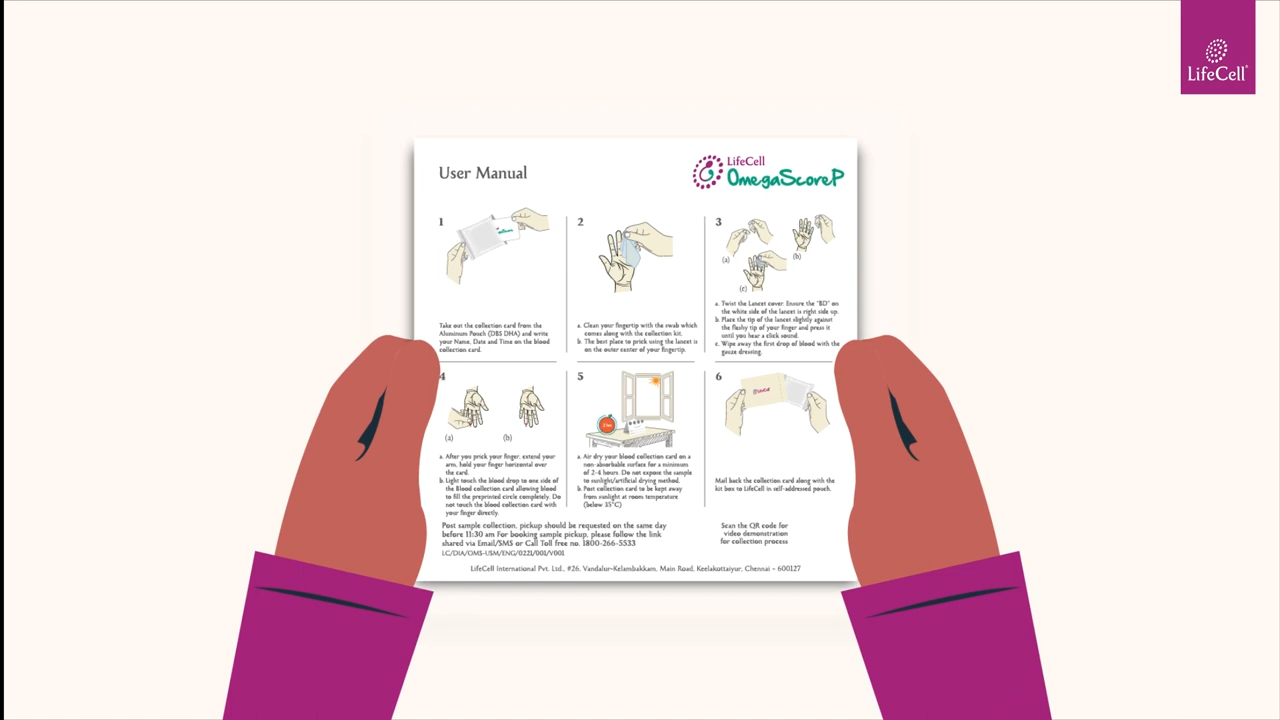 LifeCell
User Manual
LifeCell
OmegaScoreP
1
Take out the collection card from the
Aluminum Pouch (DBS DHA) and write
your Name, Date and Time on the blood
collection card.
2
a. Clean your fingertip with the swab which
comes along with the collection kit.
b. The best place to prick using the lancet is
on the outer center of your fingertip.
3
(a)
(b)
(c)
a. Twist the Lancet cover. Ensure the "BD" on
the white side of the lancet is right side up.
b. Place the tip of the lancet slightly against
the fleshy tip of your finger and press it
until you hear a click sound.
c. Wipe away the first drop of blood with the
gauze dressing.
4
(a)
(b)
a. After you prick your finger, extend your
arm, hold your finger horizontal over
the card.
b. Light touch the blood drop to one side of
the Blood collection card allowing blood
to fill the preprinted circle completely. Do
not touch the blood collection card with
your finger directly.
5
a. Air dry your blood collection card on a
non-absorbable surface for a minimum
of 2-4 hours. Do not expose the sample
to sunlight/artificial drying method.
b. Post collection card to be kept away
from sunlight at room temperature
(below 35°C)
6
Mail back the collection card along with the
kit box to LifeCell in self-addressed pouch.
Post sample collection, pickup should be requested on the same day
before 11:30 am For booking sample pickup, please follow the link
shared via Email/SMS or Call Toll free no. 1800-266-5533
LC/DIA/OMS-USM/ENG/0221/001/V001
Scan the QR code for
video demonstration
for collection process
LifeCell International Pvt. Ltd., #26, Vandalur-Kelambakkam, Main Road, Keelakottaiyur, Chennai - 600127